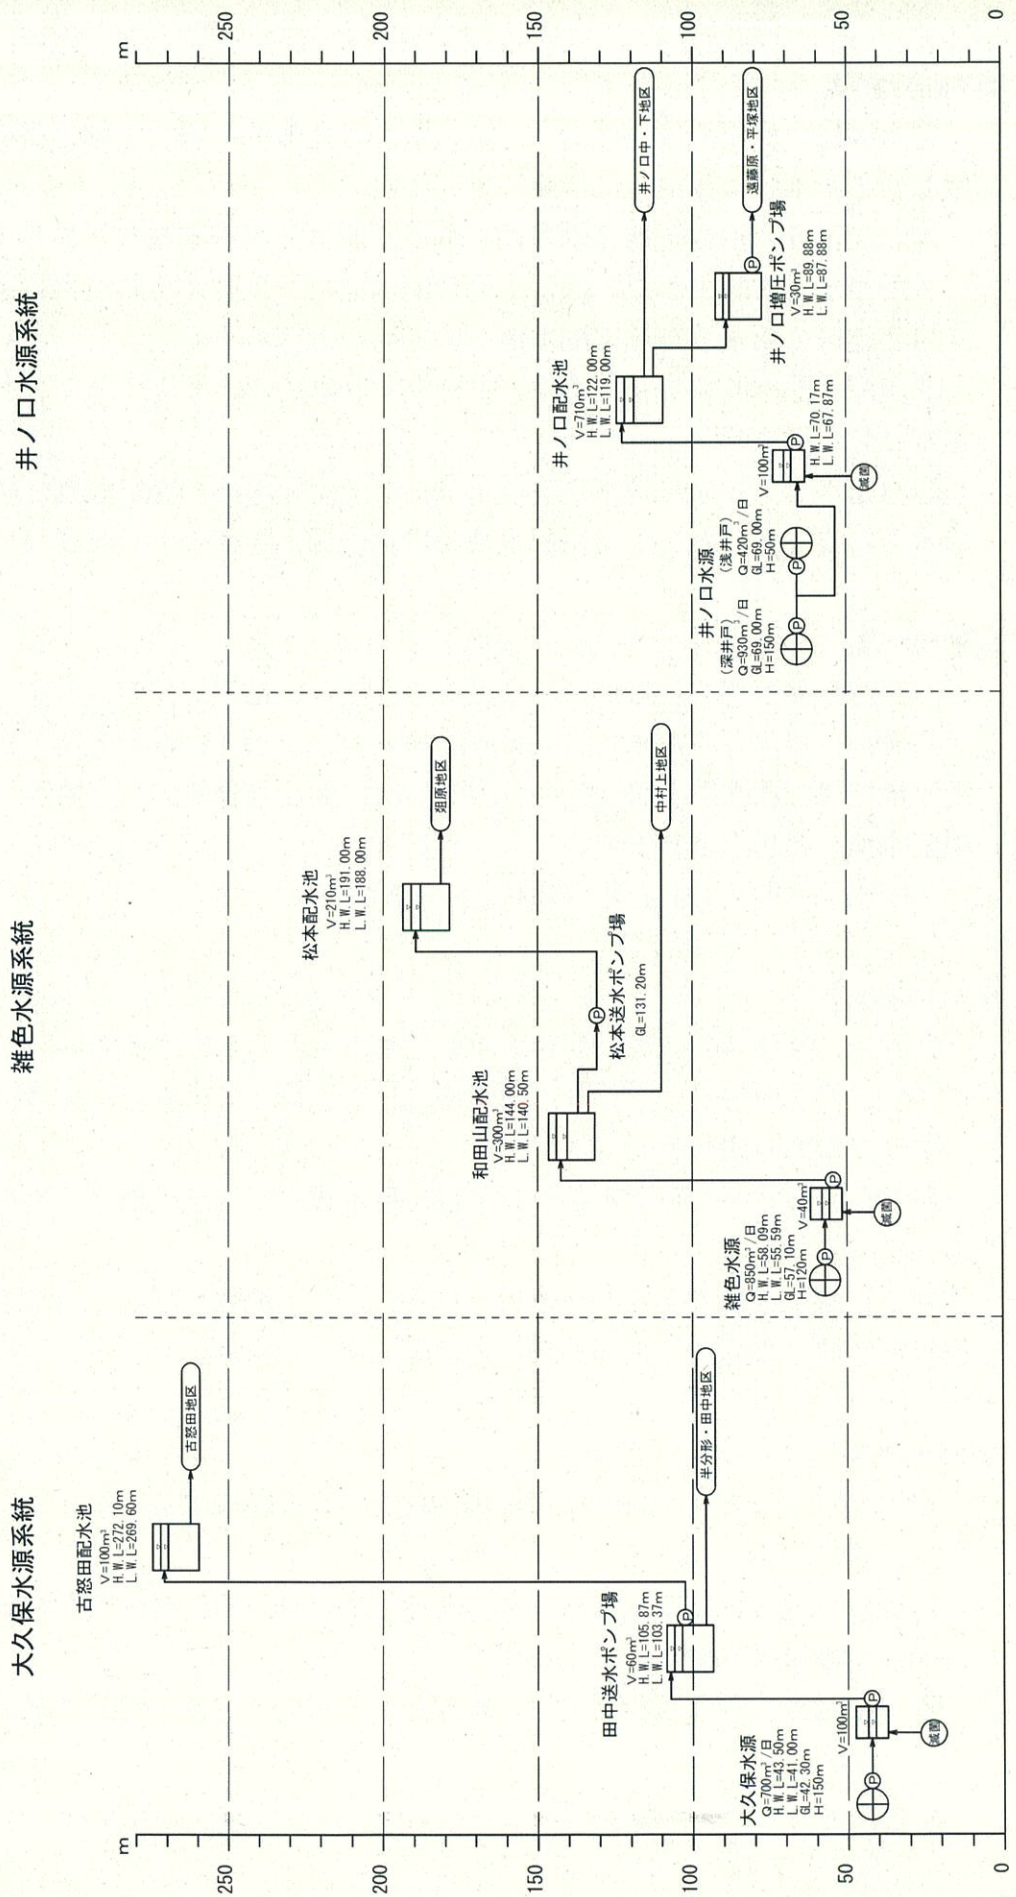 大久保水源系統
雑色水源系統
井ノ口水源系統
m
250
200
150
100
50
0
古怒田配水池
V=100m³
H.W.L=272.10m
L.W.L=269.60m
古怒田地区
田中送水ポンプ場
V=60m³
H.W.L=105.87m
L.W.L=103.37m
P
半分形・田中地区
大久保水源
Q=700m³/日
H.W.L=43.50m
L.W.L=41.00m
GL=42.30m
H=150m
P
V=100m³
P
滅菌
松本配水池
V=210m³
H.W.L=191.00m
L.W.L=188.00m
和田山配水池
V=300m³
H.W.L=144.00m
L.W.L=140.50m
P
松本送水ポンプ場
GL=131.20m
中村上地区
雑色水源
Q=850m³/日
H.W.L=58.09m
L.W.L=55.59m
GL=57.10m
H=120m
P
V=40m³
P
滅菌
井ノ口配水池
V=710m³
H.W.L=122.00m
L.W.L=119.00m
井ノ口中・下地区
P
遠藤原・平塚地区
井ノ口増圧ポンプ場
V=30m³
H.W.L=89.88m
L.W.L=87.88m
井ノ口水源
(深井戸)
Q=930m³/日
GL=69.00m
H=150m
(浅井戸)
Q=420m³/日
GL=69.00m
H=50m
P
P
V=100m³
P
H.W.L=70.17m
L.W.L=67.87m
滅菌
m
250
200
150
100
50
0